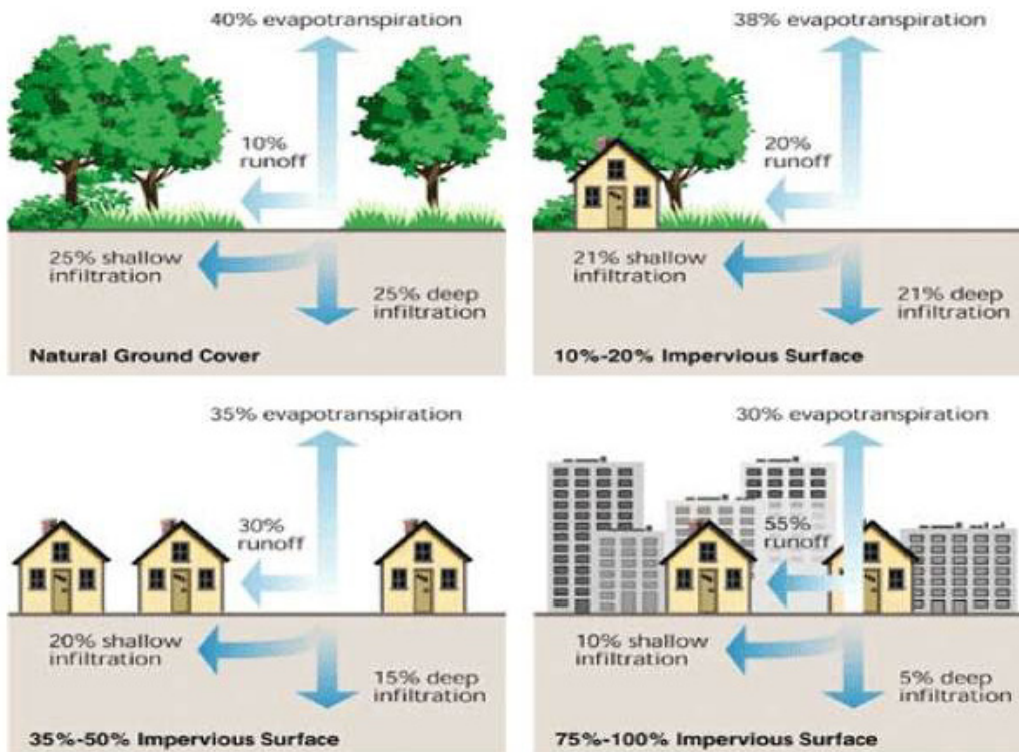 40% evapotranspiration
10%
runoff
25% shallow
infiltration
25% deep
infiltration
Natural Ground Cover
38% evapotranspiration
20%
runoff
21% shallow
infiltration
21% deep
infiltration
10%-20% Impervious Surface
35% evapotranspiration
30%
runoff
20% shallow
infiltration
15% deep
infiltration
35%-50% Impervious Surface
30% evapotranspiration
55%
runoff
10% shallow
infiltration
5% deep
infiltration
75%-100% Impervious Surface